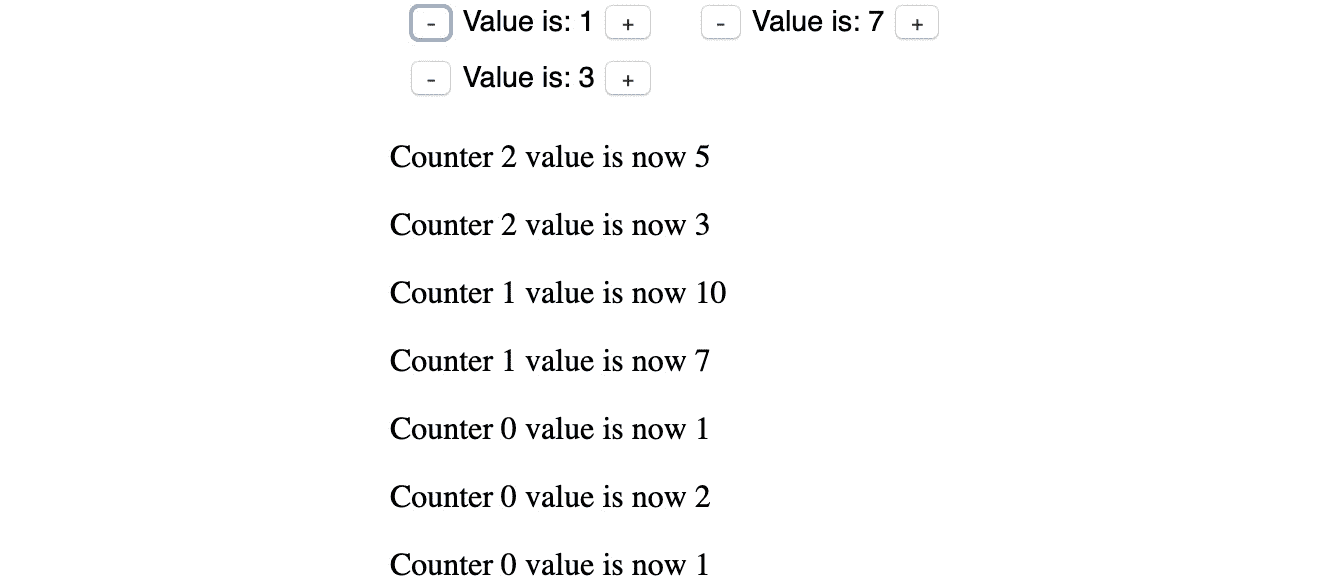 - Value is: 1 + - Value is: 7 +
- Value is: 3 +
Counter 2 value is now 5
Counter 2 value is now 3
Counter 1 value is now 10
Counter 1 value is now 7
Counter 0 value is now 1
Counter 0 value is now 2
Counter 0 value is now 1